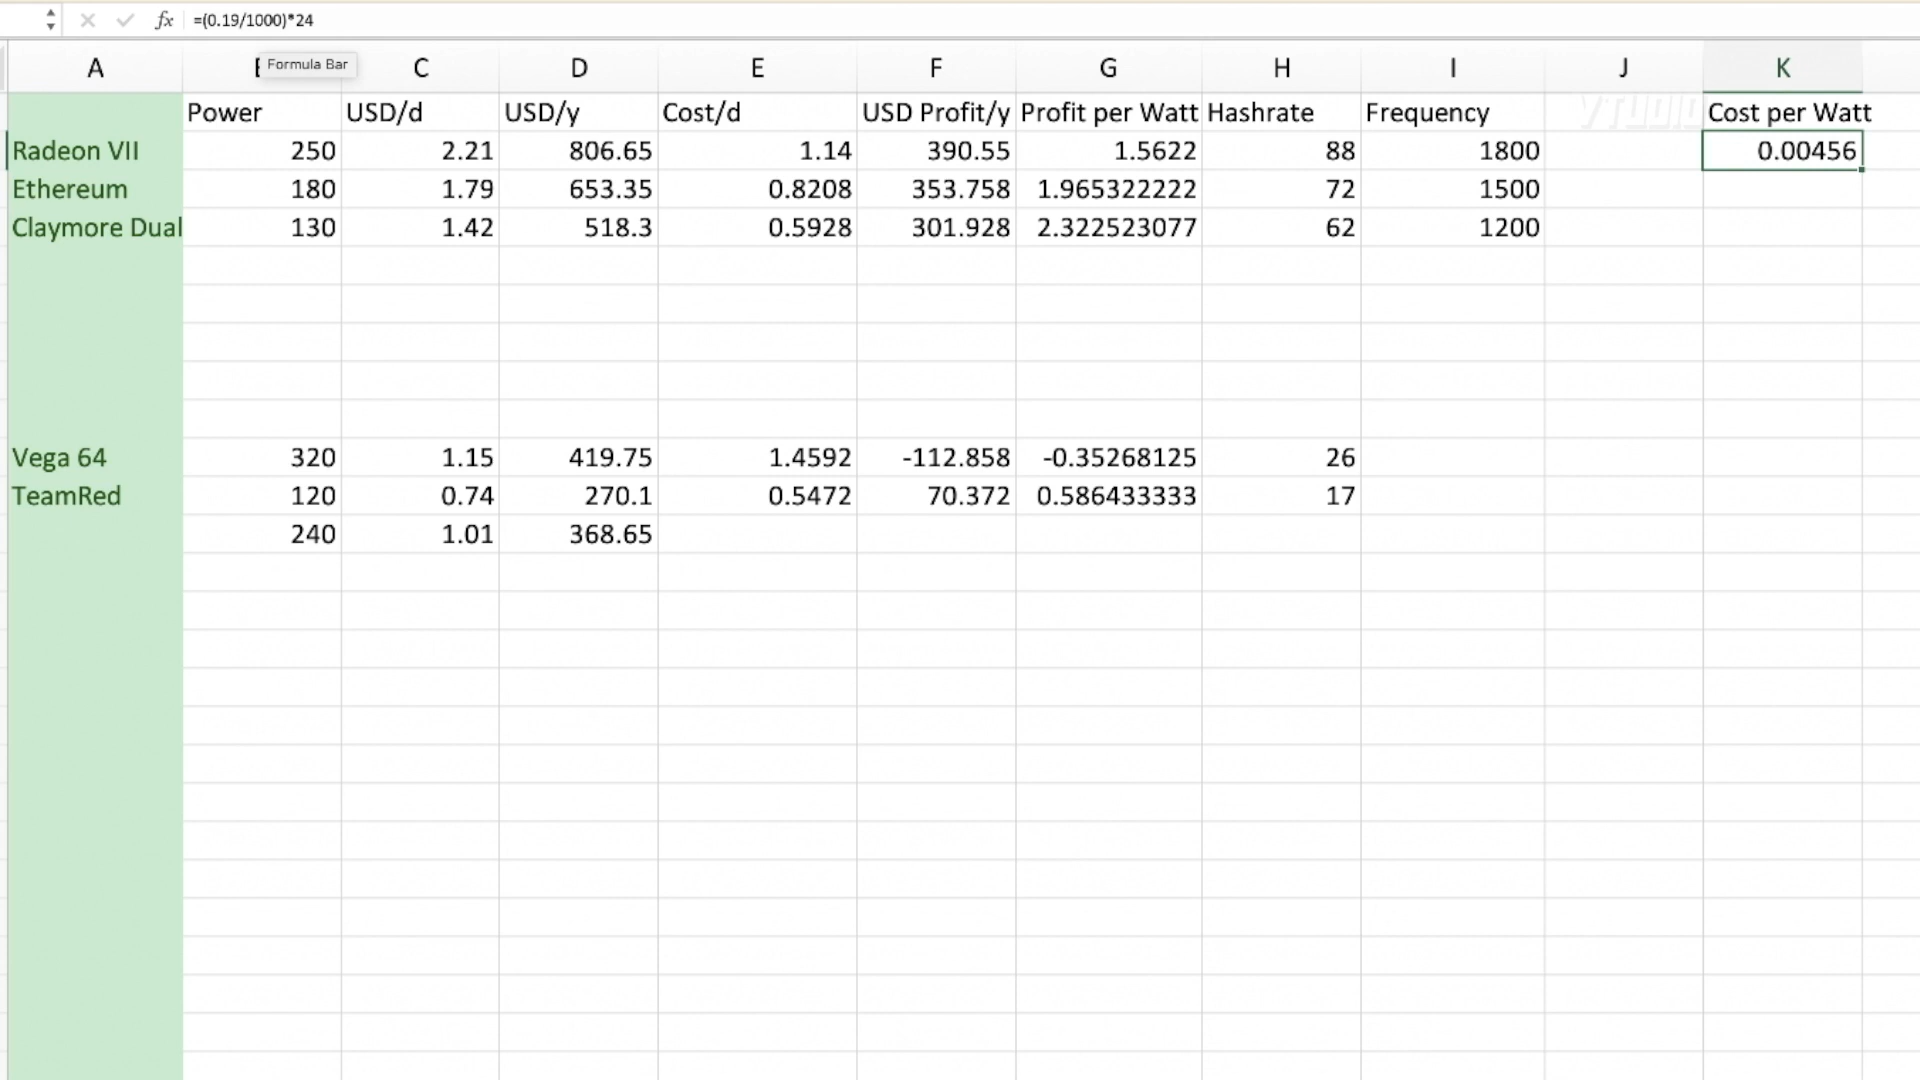 fx =(0.19/1000)*24
A Formula Bar C D E F G H I J K
Power USD/d USD/y Cost/d USD Profit/y Profit per Watt Hashrate Frequency Cost per Watt
Radeon VII 250 2.21 806.65 1.14 390.55 1.5622 88 1800 0.00456
Ethereum 180 1.79 653.35 0.8208 353.758 1.965322222 72 1500
Claymore Dual 130 1.42 518.3 0.5928 301.928 2.322523077 62 1200
Vega 64 320 1.15 419.75 1.4592 -112.858 -0.35268125 26
TeamRed 120 0.74 270.1 0.5472 70.372 0.586433333 17
240 1.01 368.65